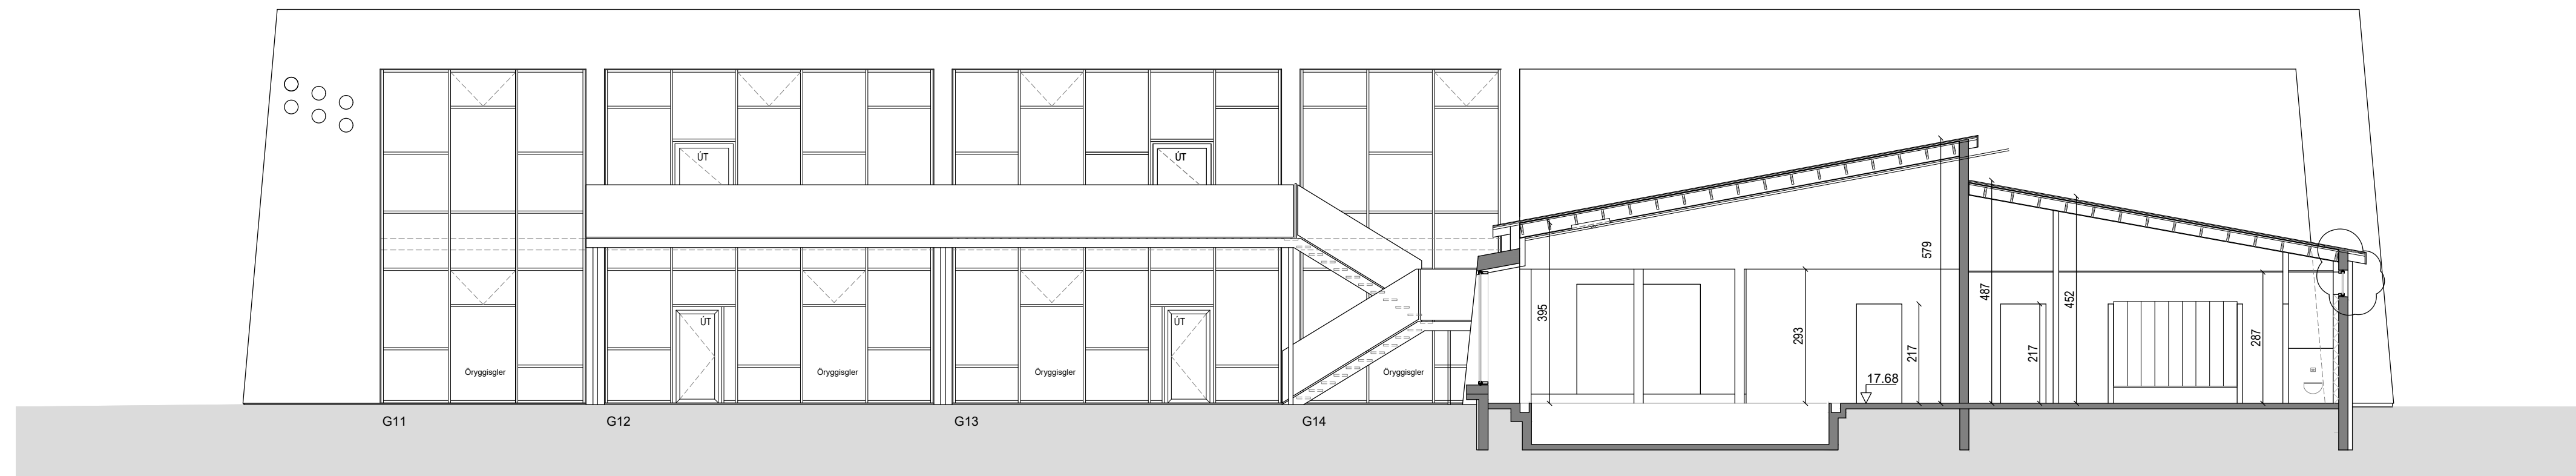 ÚT
ÚT
ÚT
ÚT
Öryggisgler
Öryggisgler
Öryggisgler
Öryggisgler
G11
G12
G13
G14
395
293
17.68
217
579
487
217
452
287